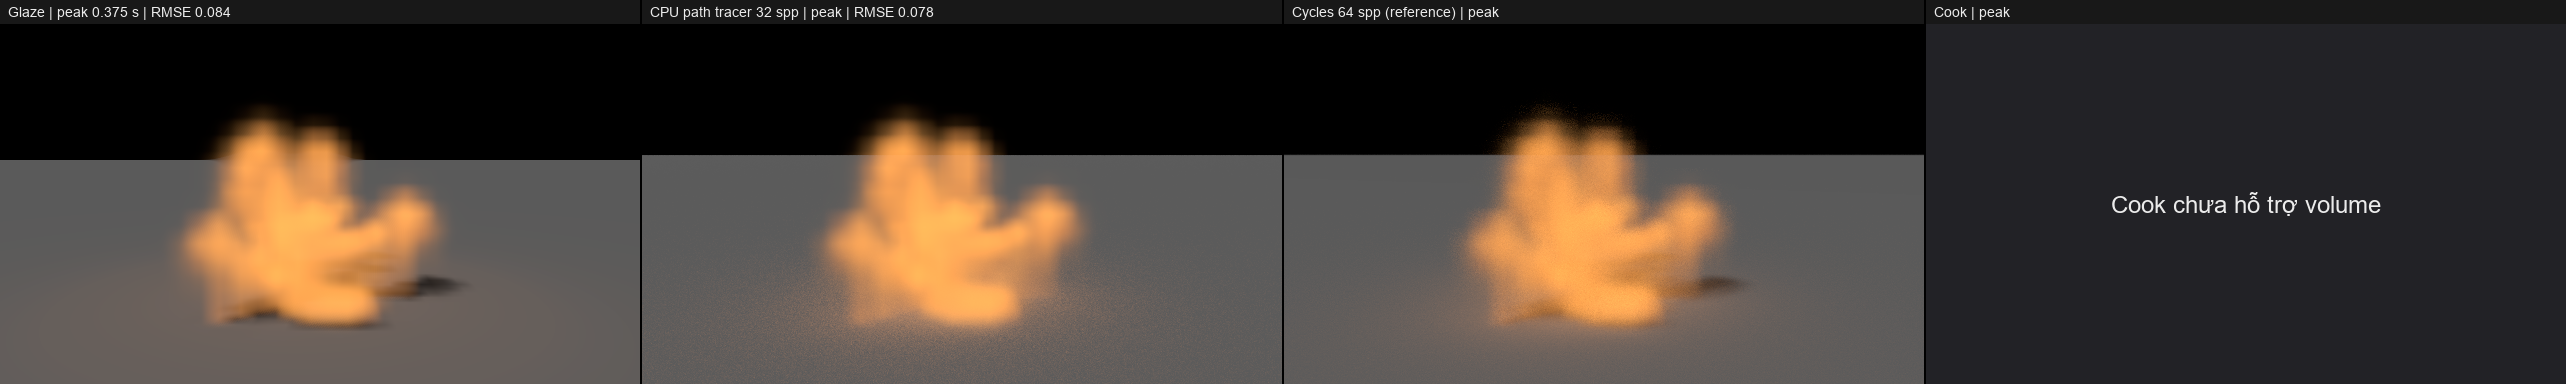 Glaze | peak 0.375 s | RMSE 0.084
CPU path tracer 32 spp | peak | RMSE 0.078
Cycles 64 spp (reference) | peak
Cook | peak
Cook chưa hỗ trợ volume